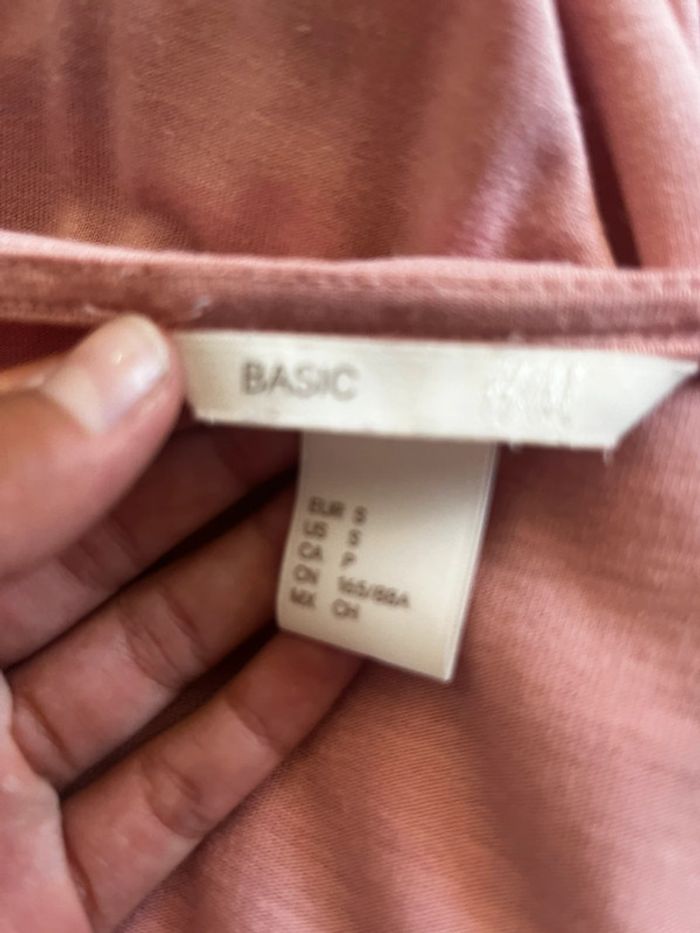 BASIC
EUR S
US S
CA P
CN 165/88A
MX CH